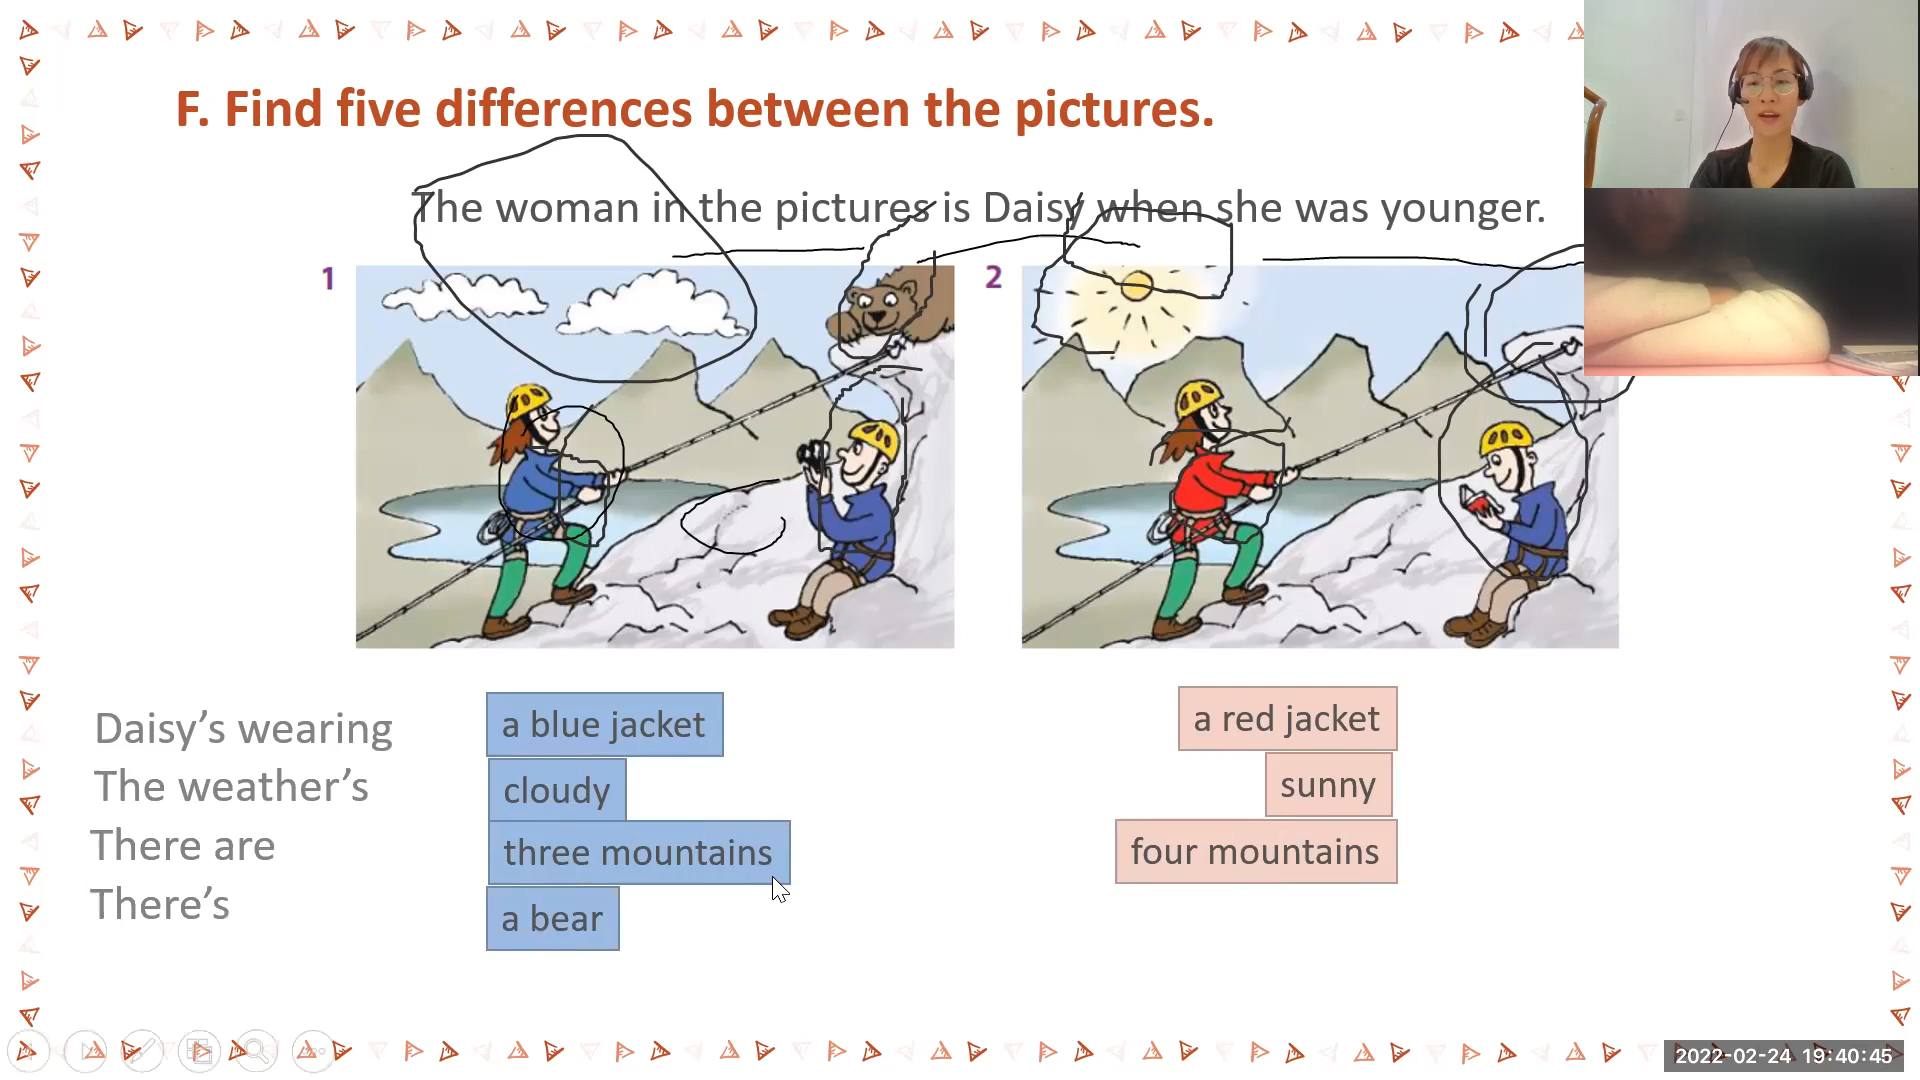 F. Find five differences between the pictures.
The woman in the pictures is Daisy when she was younger.
1
2
Daisy's wearing
a blue jacket
a red jacket
The weather's
cloudy
sunny
There are
three mountains
four mountains
There's
a bear
2022-02-24 19:40:45